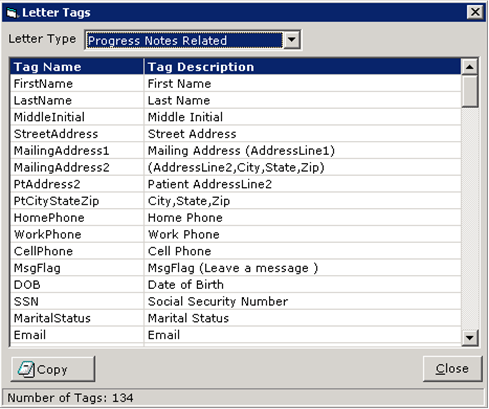 Letter Tags
Letter Type Progress Notes Related
Tag Name Tag Description
FirstName First Name
LastName Last Name
MiddleInitial Middle Initial
StreetAddress Street Address
MailingAddress1 Mailing Address (AddressLine1)
MailingAddress2 (AddressLine2,City,State,Zip)
PtAddress2 Patient AddressLine2
PtCityStateZip City,State,Zip
HomePhone Home Phone
WorkPhone Work Phone
CellPhone Cell Phone
MsgFlag MsgFlag (Leave a message )
DOB Date of Birth
SSN Social Security Number
MaritalStatus Marital Status
Email Email
Copy Close
Number of Tags: 134